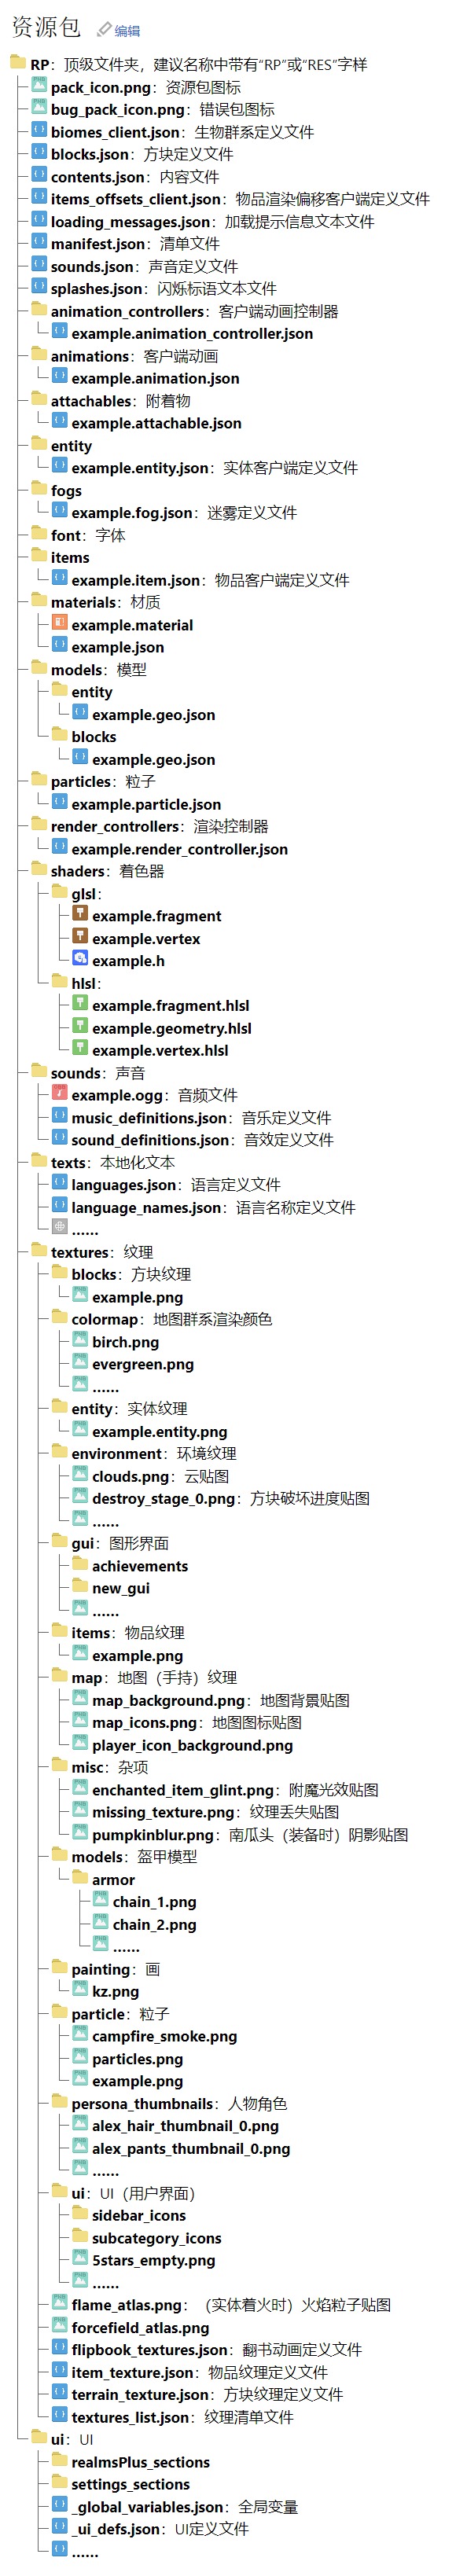 资源包 编辑
RP：顶级文件夹，建议名称中带有“RP”或“RES”字样
pack_icon.png：资源包图标
bug_pack_icon.png：错误包图标
biomes_client.json：生物群系定义文件
blocks.json：方块定义文件
contents.json：内容文件
items_offsets_client.json：物品渲染偏移客户端定义文件
loading_messages.json：加载提示信息文本文件
manifest.json：清单文件
sounds.json：声音定义文件
splashes.json：闪烁标语文本文件
animation_controllers：客户端动画控制器
example.animation_controller.json
animations：客户端动画
example.animation.json
attachables：附着物
example.attachable.json
entity
example.entity.json：实体客户端定义文件
fogs
example.fog.json：迷雾定义文件
font：字体
items
example.item.json：物品客户端定义文件
materials：材质
example.material
example.json
models：模型
entity
example.geo.json
blocks
example.geo.json
particles：粒子
example.particle.json
render_controllers：渲染控制器
example.render_controller.json
shaders：着色器
glsl：
example.fragment
example.vertex
example.h
hlsl：
example.fragment.hlsl
example.geometry.hlsl
example.vertex.hlsl
sounds：声音
example.ogg：音频文件
music_definitions.json：音乐定义文件
sound_definitions.json：音效定义文件
texts：本地化文本
languages.json：语言定义文件
language_names.json：语言名称定义文件
……
textures：纹理
blocks：方块纹理
example.png
colormap：地图群系渲染颜色
birch.png
evergreen.png
……
entity：实体纹理
example.entity.png
environment：环境纹理
clouds.png：云贴图
destroy_stage_0.png：方块破坏进度贴图
……
gui：图形界面
achievements
new_gui
……
items：物品纹理
example.png
map：地图（手持）纹理
map_background.png：地图背景贴图
map_icons.png：地图图标贴图
player_icon_background.png
misc：杂项
enchanted_item_glint.png：附魔光效贴图
missing_texture.png：纹理丢失贴图
pumpkinblur.png：南瓜头（装备时）阴影贴图
models：盔甲模型
armor
chain_1.png
chain_2.png
……
painting：画
kz.png
particle：粒子
campfire_smoke.png
particles.png
example.png
persona_thumbnails：人物角色
alex_hair_thumbnail_0.png
alex_pants_thumbnail_0.png
……
ui：UI（用户界面）
sidebar_icons
subcategory_icons
5stars_empty.png
……
flame_atlas.png：（实体着火时）火焰粒子贴图
forcefield_atlas.png
flipbook_textures.json：翻书动画定义文件
item_texture.json：物品纹理定义文件
terrain_texture.json：方块纹理定义文件
textures_list.json：纹理清单文件
ui：UI
realmsPlus_sections
settings_sections
_global_variables.json：全局变量
_ui_defs.json：UI定义文件
……